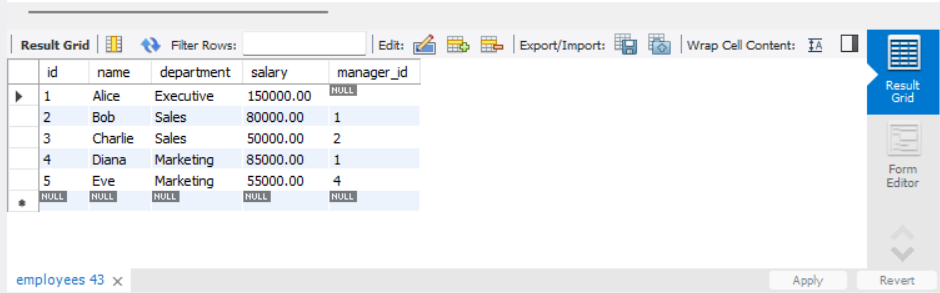 Result Grid Filter Rows: Edit: Export/Import: Wrap Cell Content: IA
id name department salary manager_id
1 Alice Executive 150000.00 NULL
2 Bob Sales 80000.00 1
3 Charlie Sales 50000.00 2
4 Diana Marketing 85000.00 1
5 Eve Marketing 55000.00 4
NULL NULL NULL NULL NULL
Result
Grid
Form
Editor
employees 43 ×
Apply Revert